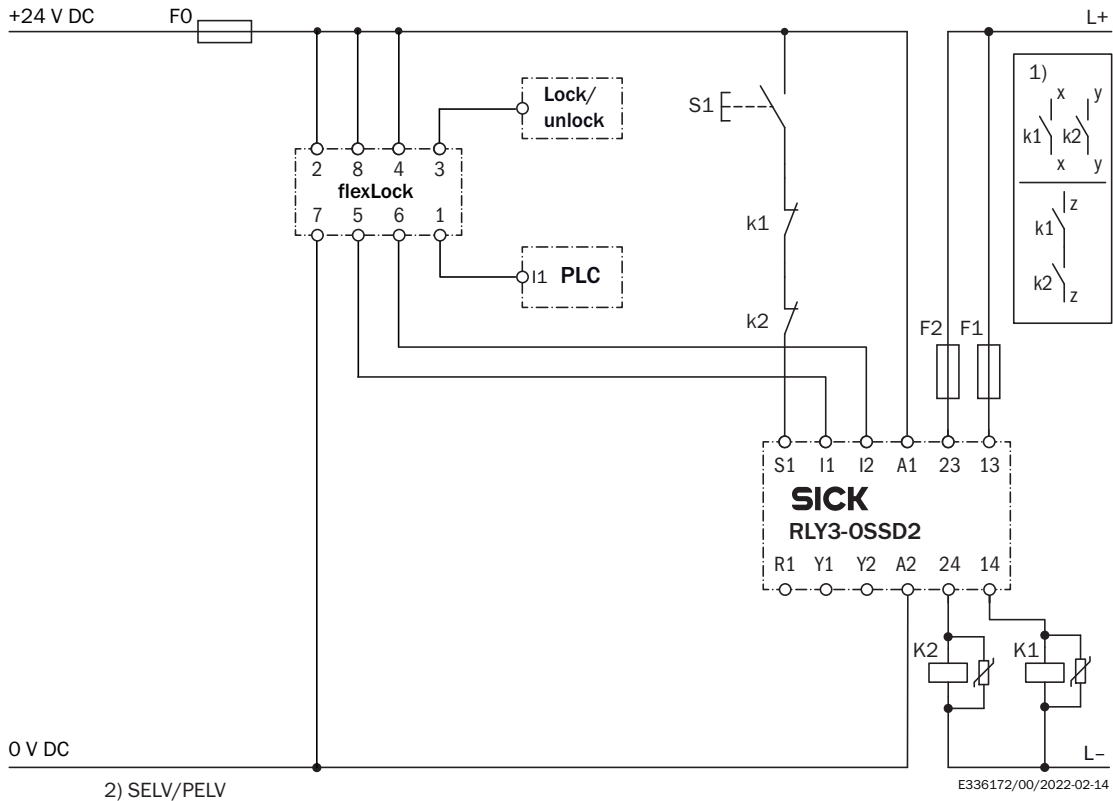 +24 V DC F0 L+
1)
x y
k1 k2
x y
z
k1
k2
z
Lock/
unlock
S1
2 8 4 3
flexLock
7 5 6 1
k1
I1 PLC
k2
F2 F1
S1 I1 I2 A1 23 13
SICK
RLY3-OSSD2
R1 Y1 Y2 A2 24 14
K2 K1
0 V DC L–
2) SELV/PELV
E336172/00/2022-02-14